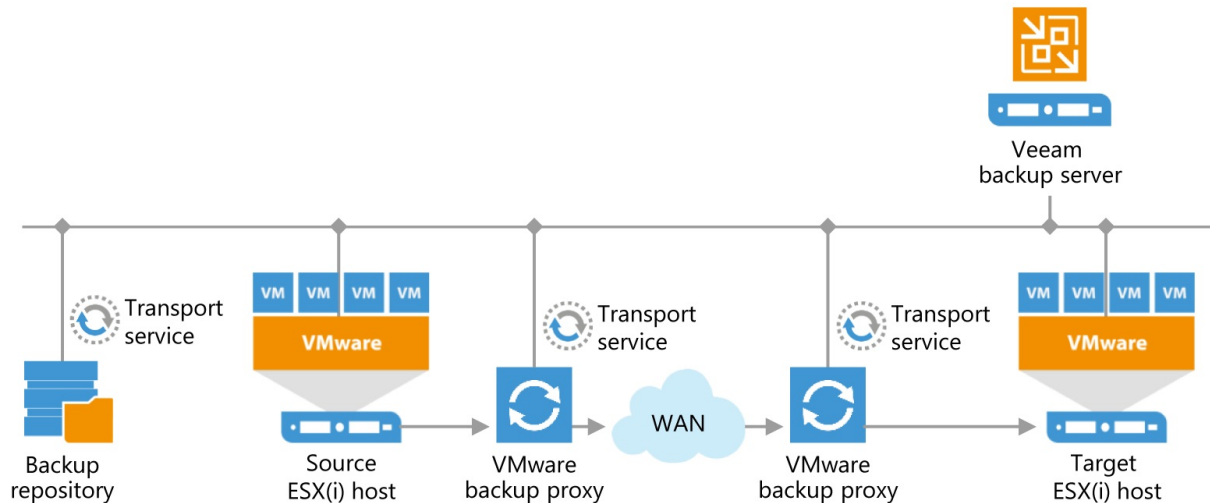 Veeam
backup server
VM VM VM VM
VMware
Transport
service
Transport
service
Transport
service
VM VM VM VM
VMware
WAN
Backup
repository
Source
ESX(i) host
VMware
backup proxy
VMware
backup proxy
Target
ESX(i) host